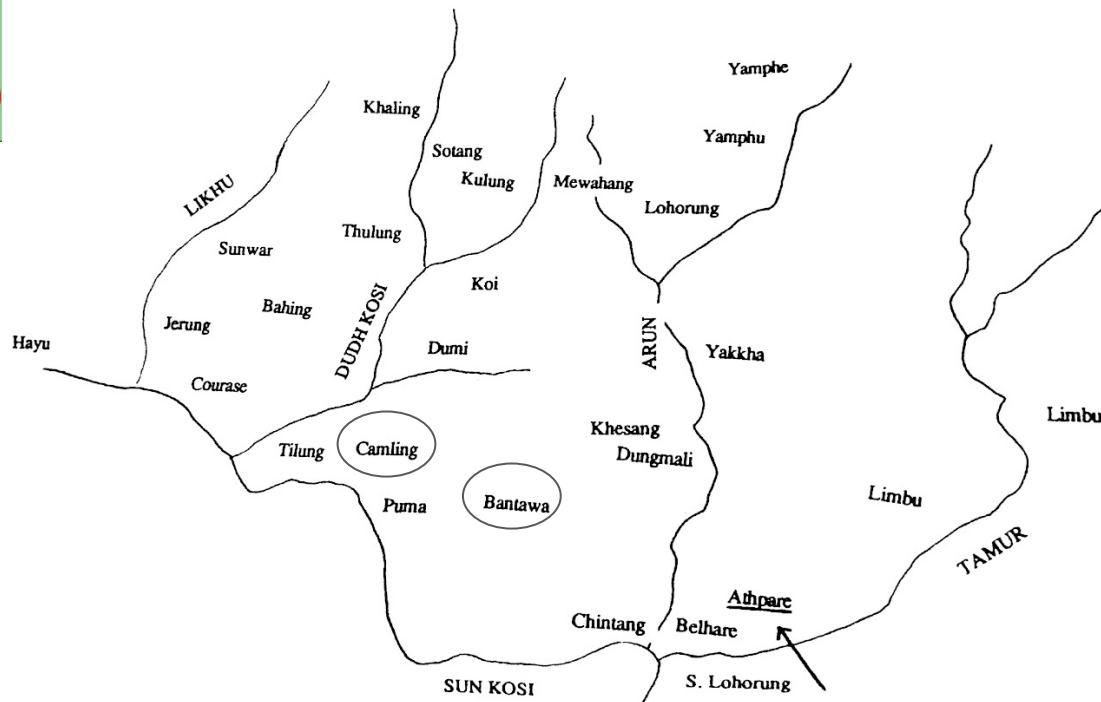 Yamphe
Khaling
Yamphu
Sotang
Kulung
Mewahang
LIKHU
Lohorung
Thulung
Sunwar
Koi
Bahing
DUDH KOSI
Jerung
ARUN
Hayu
Dumi
Yakkha
Courase
Limbu
Khesang
Tilung
Camling
Dungmali
Puma
Bantawa
Limbu
TAMUR
Athpare
Chintang
Belhare
SUN KOSI
S. Lohorung